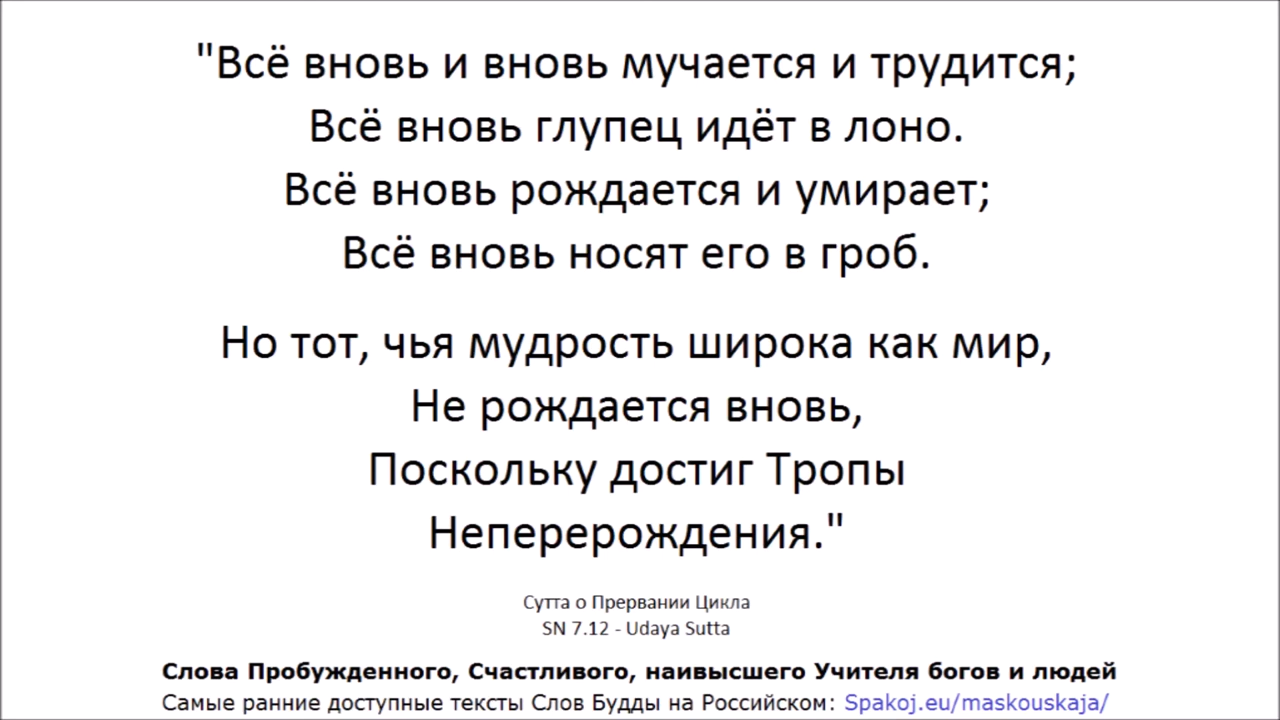 "Всё вновь и вновь мучается и трудится;
Всё вновь глупец идёт в лоно.
Всё вновь рождается и умирает;
Всё вновь носят его в гроб.
Но тот, чья мудрость широка как мир,
Не рождается вновь,
Поскольку достиг Тропы
Неперерождения."
Сутта о Прервании Цикла
SN 7.12 - Udaya Sutta
Слова Пробужденного, Счастливого, наивысшего Учителя богов и людей
Самые ранние доступные тексты Слов Будды на Российском: Spakoj.eu/maskouskaja/